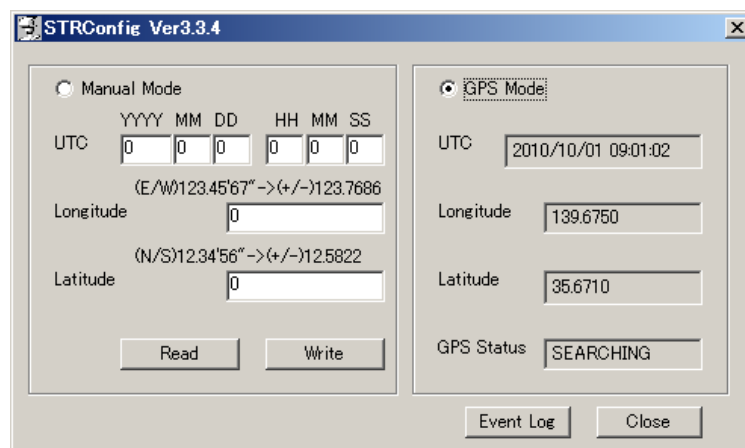 STRConfig Ver3.3.4
Manual Mode
YYYY MM DD HH MM SS
UTC 0 0 0 0 0 0
(E/W)123.45'67"->(+/-)123.7686
Longitude 0
(N/S)12.34'56"->(+/-)12.5822
Latitude 0
Read Write
GPS Mode
UTC 2010/10/01 09:01:02
Longitude 139.6750
Latitude 35.6710
GPS Status SEARCHING
Event Log Close